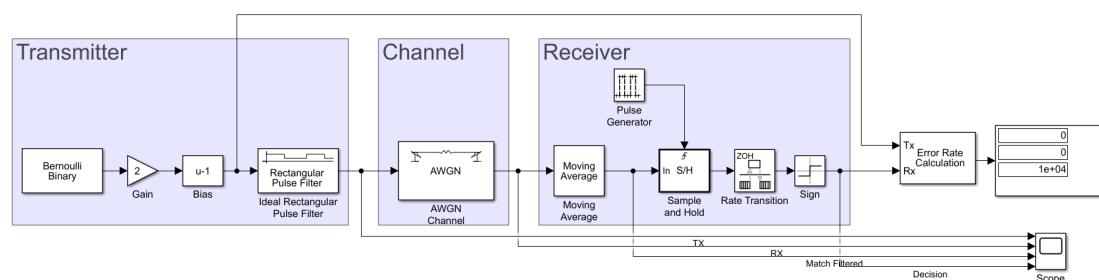 Transmitter
Channel
Receiver
Bernoulli
Binary
2
Gain
u-1
Bias
Rectangular
Pulse Filter
Ideal Rectangular
Pulse Filter
AWGN
AWGN
Channel
Moving
Average
Moving
Average
Pulse
Generator
In S/H
Sample
and Hold
ZOH
Rate Transition
Sign
Tx
Rx
Error Rate
Calculation
0
0
1e+04
TX
RX
Match Filtered
Decision
Scope